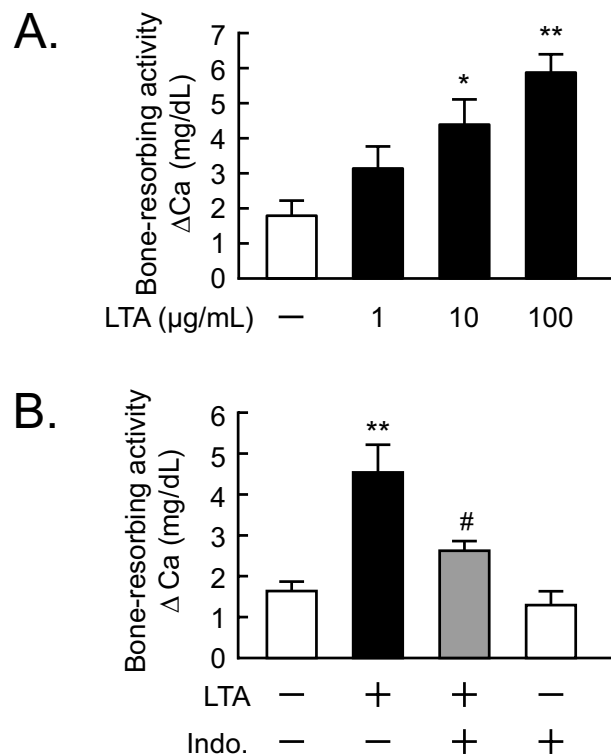 A.
Bone-resorbing activity
ΔCa (mg/dL)
7
6
5
4
3
2
1
0
*
**
LTA (μg/mL) — 1 10 100
B.
Bone-resorbing activity
Δ Ca (mg/dL)
6
5
4
3
2
1
0
**
#
LTA − + + −
Indo. − − + +